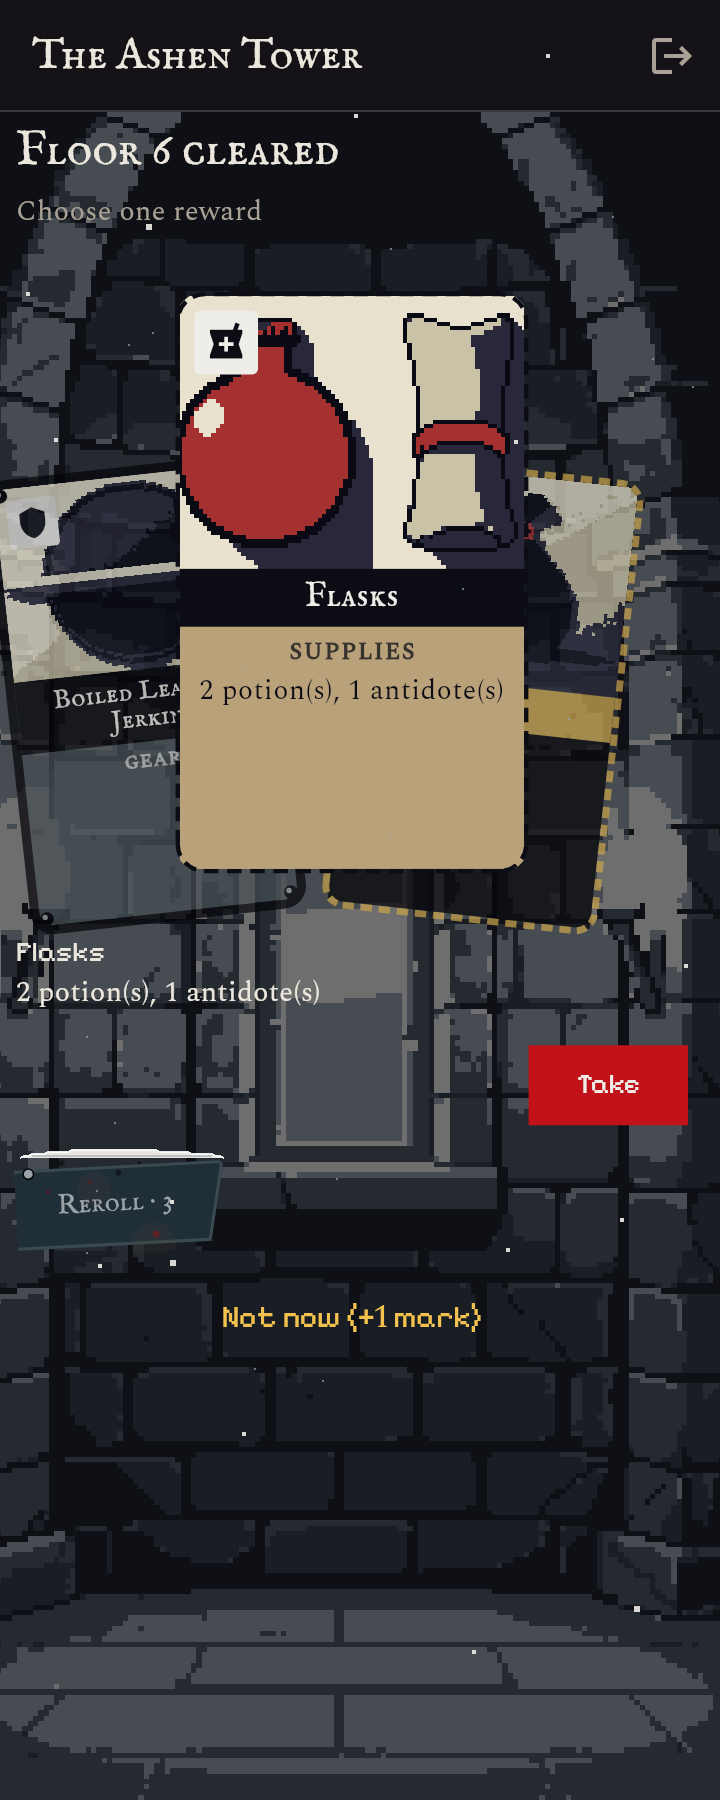 The Ashen Tower
Floor 6 cleared
Choose one reward
Flasks
SUPPLIES
2 potion(s), 1 antidote(s)
Boiled
Jerkin
GEAR
Flasks
2 potion(s), 1 antidote(s)
Take
Reroll · 3
Not now (+1 mark)